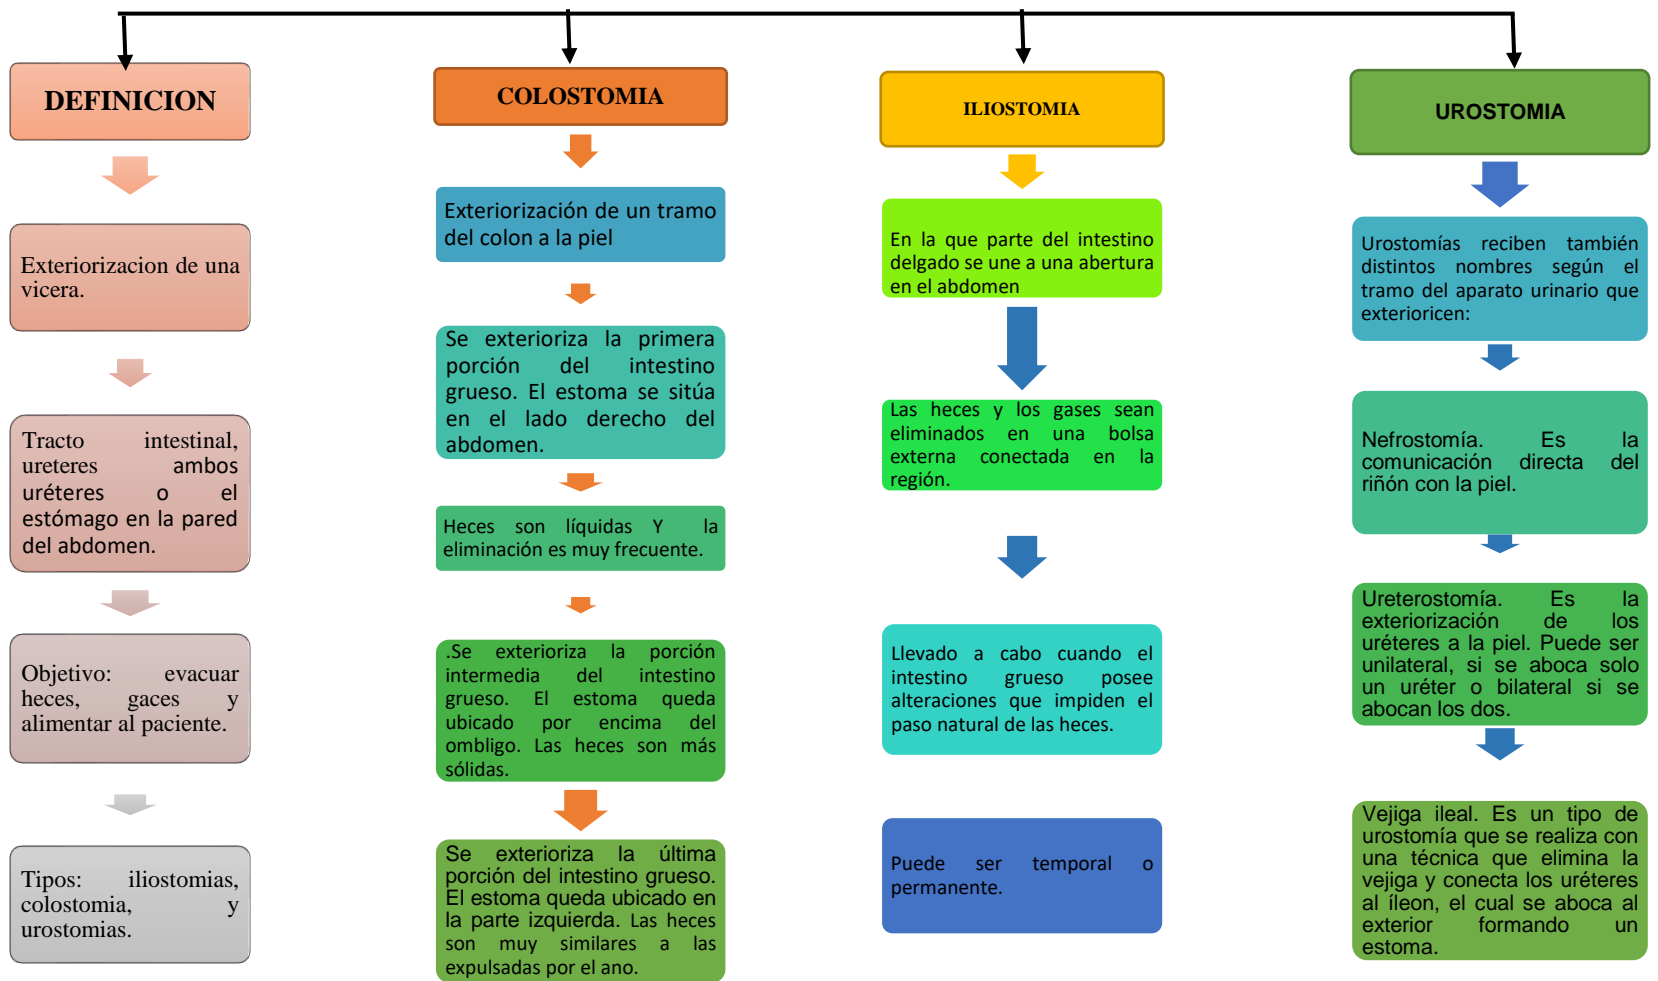 DEFINICION
Exteriorizacion de una
vicera.
Tracto intestinal,
ureteres ambos
uréteres o el
estómago en la pared
del abdomen.
Objetivo: evacuar
heces, gaces y
alimentar al paciente.
Tipos: iliostomias,
colostomia, y
urostomias.
COLOSTOMIA
Exteriorización de un tramo
del colon a la piel
Se exterioriza la primera
porción del intestino
grueso. El estoma se sitúa
en el lado derecho del
abdomen.
Heces son líquidas Y la
eliminación es muy frecuente.
.Se exterioriza la porción
intermedia del intestino
grueso. El estoma queda
ubicado por encima del
ombligo. Las heces son más
sólidas.
Se exterioriza la última
porción del intestino grueso.
El estoma queda ubicado en
la parte izquierda. Las heces
son muy similares a las
expulsadas por el ano.
ILIOSTOMIA
En la que parte del intestino
delgado se une a una abertura
en el abdomen
Las heces y los gases sean
eliminados en una bolsa
externa conectada en la
región.
Llevado a cabo cuando el
intestino grueso posee
alteraciones que impiden el
paso natural de las heces.
Puede ser temporal o
permanente.
UROSTOMIA
Urostomías reciben también
distintos nombres según el
tramo del aparato urinario que
exterioricen:
Nefrostomía. Es la
comunicación directa del
riñón con la piel.
Ureterostomía. Es la
exteriorización de los
uréteres a la piel. Puede ser
unilateral, si se aboca solo
un uréter o bilateral si se
abocan los dos.
Vejiga ileal. Es un tipo de
urostomía que se realiza con
una técnica que elimina la
vejiga y conecta los uréteres
al íleon, el cual se aboca al
exterior formando un
estoma.